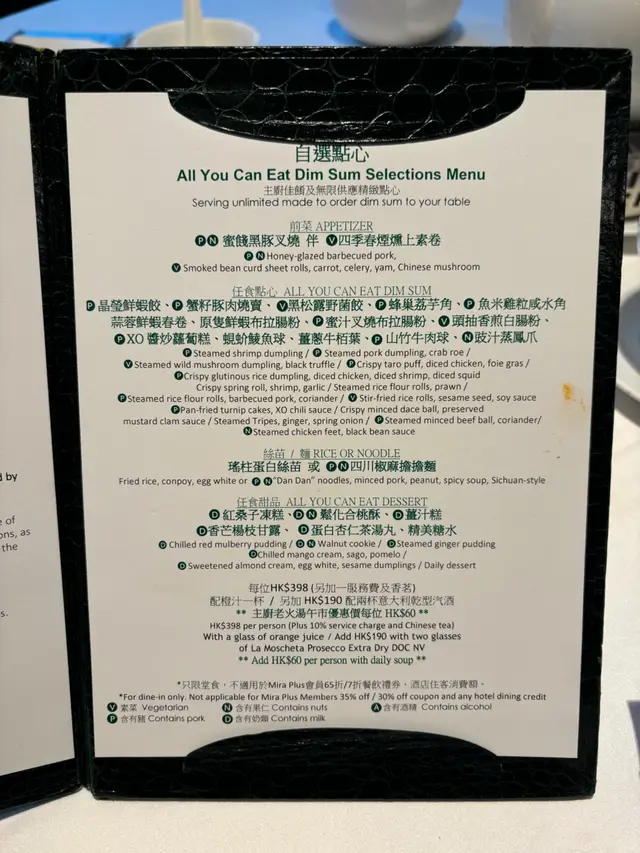 自選點心
All You Can Eat Dim Sum Selections Menu
主廚佳餚及無限供應精緻點心
Serving unlimited made to order dim sum to your table
前菜 APPETIZER
Ⓟ Ⓝ 蜜餞黑豚叉燒 伴 Ⓥ四季春煙燻上素卷
Ⓟ Ⓝ Honey-glazed barbecued pork,
Ⓥ Smoked bean curd sheet rolls, carrot, celery, yam, Chinese mushroom
任食點心 ALL YOU CAN EAT DIM SUM
Ⓟ晶瑩鮮蝦餃、Ⓟ 蟹籽豚肉燒賣、Ⓥ黑松露野菌餃、Ⓟ蜂巢荔芋角、Ⓟ 魚米雞粒咸水角
蒜蓉鮮蝦春卷、原隻鮮蝦布拉腸粉、Ⓟ蜜汁叉燒布拉腸粉、Ⓥ 頭抽香煎白腸粉、
ⓅXO 醬炒蘿蔔糕、蜆蚧鯪魚球、薑蔥牛栢葉、Ⓟ 山竹牛肉球、Ⓝ豉汁蒸鳳爪
ⓅSteamed shrimp dumpling / Ⓟ Steamed pork dumpling, crab roe /
ⓋSteamed wild mushroom dumpling, black truffle / ⓅCrispy taro puff, diced chicken, foie gras /
ⓅCrispy glutinous rice dumpling, diced chicken, diced shrimp, diced squid
Crispy spring roll, shrimp, garlic / Steamed rice flour rolls, prawn /
ⓅSteamed rice flour rolls, barbecued pork, coriander / Ⓥ Stir-fried rice rolls, sesame seed, soy sauce
ⓅPan-fried turnip cakes, XO chili sauce / Crispy minced dace ball, preserved
mustard clam sauce / Steamed Tripes, ginger, spring onion / Ⓟ Steamed minced beef ball, coriander/
Ⓝ Steamed chicken feet, black bean sauce
絲苗 / 麵 RICE OR NOODLE
瑤柱蛋白絲苗 或 ⓅⓃ四川椒麻擔擔麵
Fried rice, conpoy, egg white or Ⓟ Ⓝ"Dan Dan" noodles, minced pork, peanut, spicy soup, Sichuan-style
任食甜品 ALL YOU CAN EAT DESSERT
Ⓓ紅桑子凍糕、ⒹⓃ 鬆化合桃酥、Ⓓ薑汁糕
Ⓓ香芒楊枝甘露、Ⓓ 蛋白杏仁茶湯丸、精美糖水
ⒹChilled red mulberry pudding / Ⓓ Ⓝ Walnut cookie / Ⓓ Steamed ginger pudding
ⒹChilled mango cream, sago, pomelo /
Ⓓ Sweetened almond cream, egg white, sesame dumplings / Daily dessert
每位HK$398 (另加一服務費及香茗)
配橙汁一杯 / 另加 HK$190 配兩杯意大利乾型汽酒
** 主廚老火湯午市優惠價每位 HK$60 **
HK$398 per person (Plus 10% service charge and Chinese tea)
With a glass of orange juice / Add HK$190 with two glasses
of La Moscheta Prosecco Extra Dry DOC NV
** Add HK$60 per person with daily soup **
*只限堂食，不適用於Mira Plus會員65折/7折餐飲禮券、酒店住客消費額。
*For dine-in only. Not applicable for Mira Plus Members 35% off / 30% off coupon and any hotel dining credit
Ⓥ 素菜 Vegetarian Ⓝ 含有果仁 Contains nuts Ⓐ 含有酒精 Contains alcohol
Ⓟ 含有豬 Contains pork Ⓓ 含有奶類 Contains milk
d by
e of
ons, as
the
s.